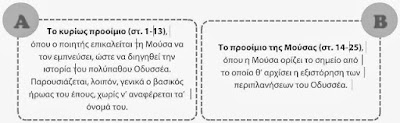 A
Το κυρίως προοίμιο (στ. 1-13),
όπου ο ποιητής επικαλείται τη Μούσα να
τον εμπνεύσει, ώστε να διηγηθεί την
ιστορία του πολύπαθου Οδυσσέα.
Παρουσιάζεται, λοιπόν, γενικά ο βασικός
ήρωας του έπους, χωρίς ν' αναφέρεται τ'
όνομά του.
B
Το προοίμιο της Μούσας (στ. 14-25),
όπου η Μούσα ορίζει το σημείο από
το οποίο θ' αρχίσει η εξιστόρηση των
περιπλανήσεων του Οδυσσέα.